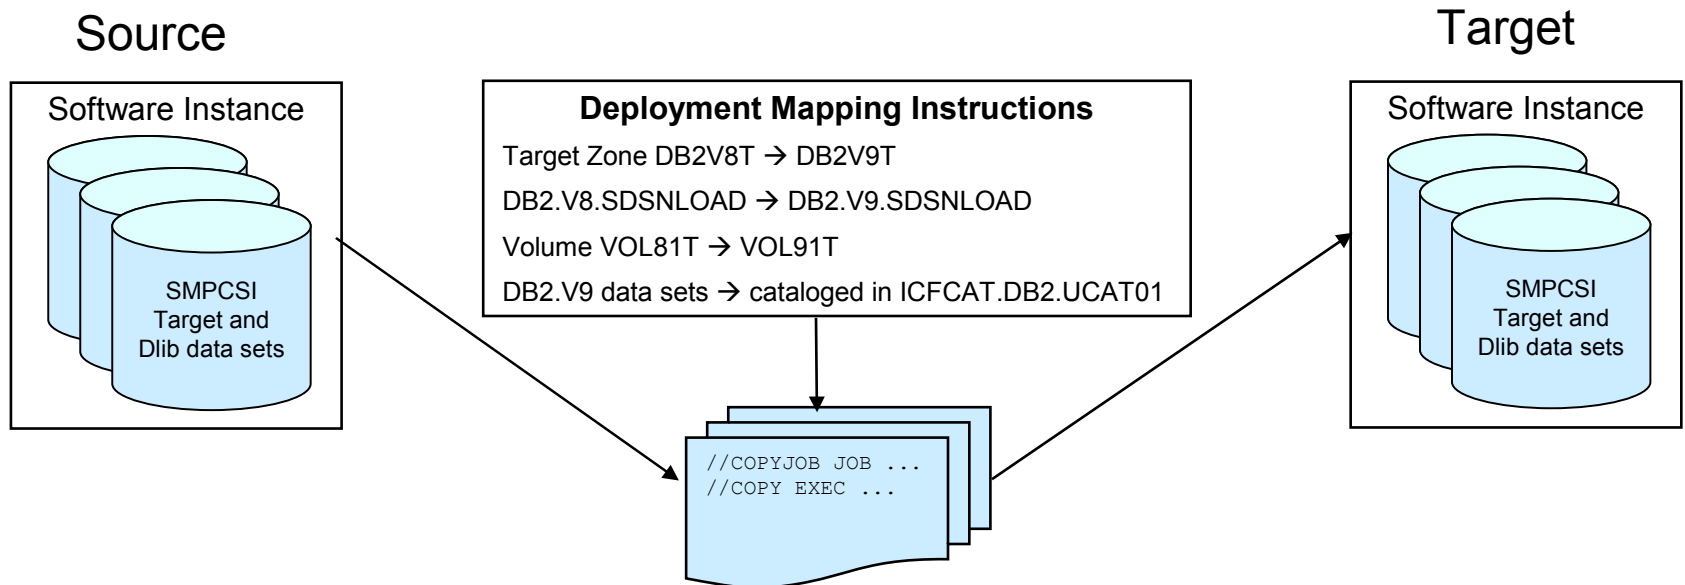 Source
Target
Software Instance
SMPCSI
Target and
Dlib data sets
Deployment Mapping Instructions
Target Zone DB2V8T → DB2V9T
DB2.V8.SDSNLOAD → DB2.V9.SDSNLOAD
Volume VOL81T → VOL91T
DB2.V9 data sets → cataloged in ICFCAT.DB2.UCAT01
Software Instance
SMPCSI
Target and
Dlib data sets
//COPYJOB JOB ...
//COPY EXEC ...